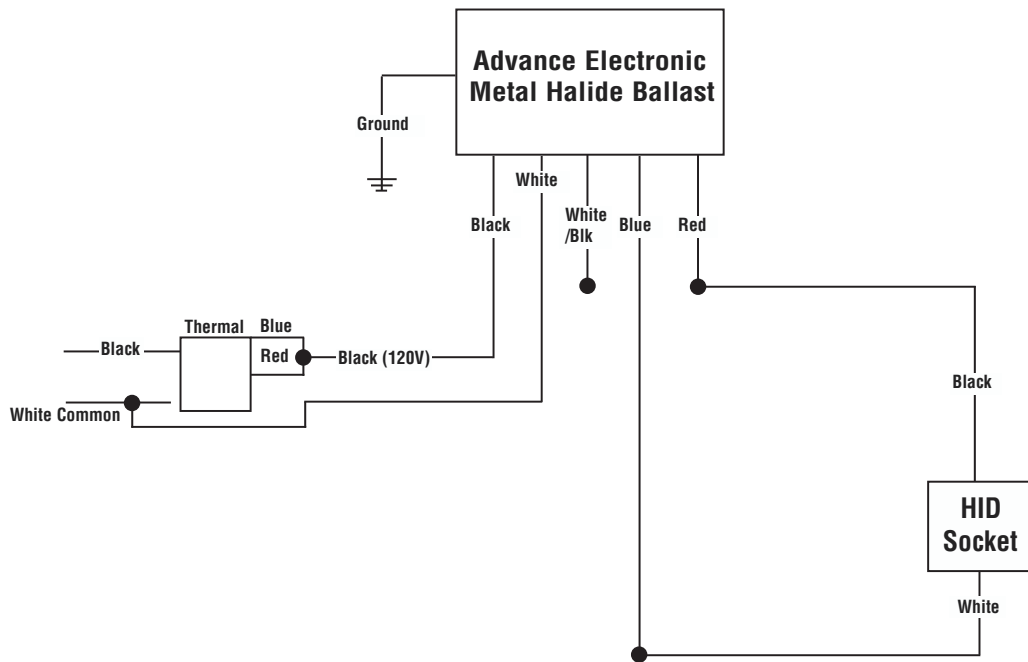 Advance Electronic
Metal Halide Ballast
Ground
White
Black
White
/Blk
Blue
Red
Thermal
Blue
Black
Red
Black (120V)
White Common
Black
HID
Socket
White